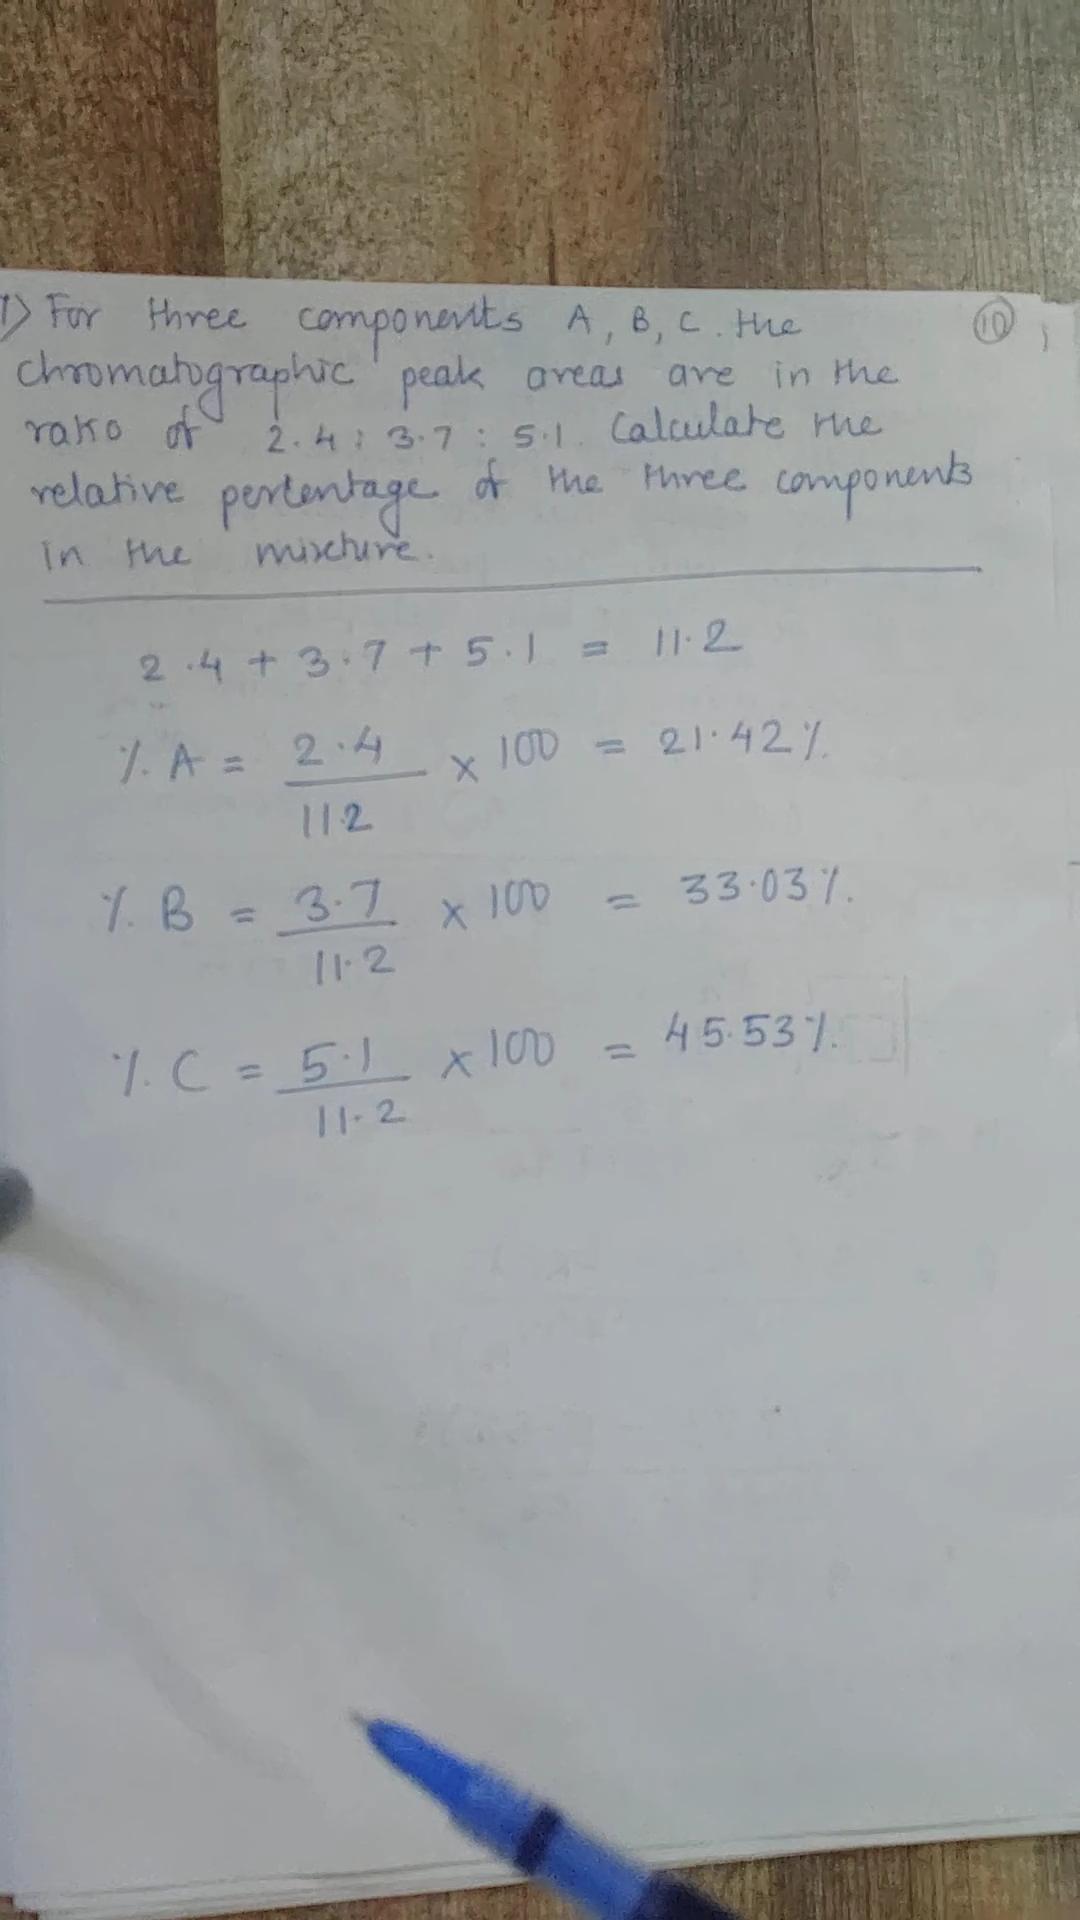 1) For three components A, B, C. the
10
chromatographic peak areas are in the
ratio of 2.4 : 3.7 : 5.1. Calculate the
relative percentage of the three components
in the mixture.
2.4 + 3.7 + 5.1 = 11.2
% A = 2.4 / 11.2 × 100 = 21.42%.
% B = 3.7 / 11.2 × 100 = 33.03%.
% C = 5.1 / 11.2 × 100 = 45.53%.